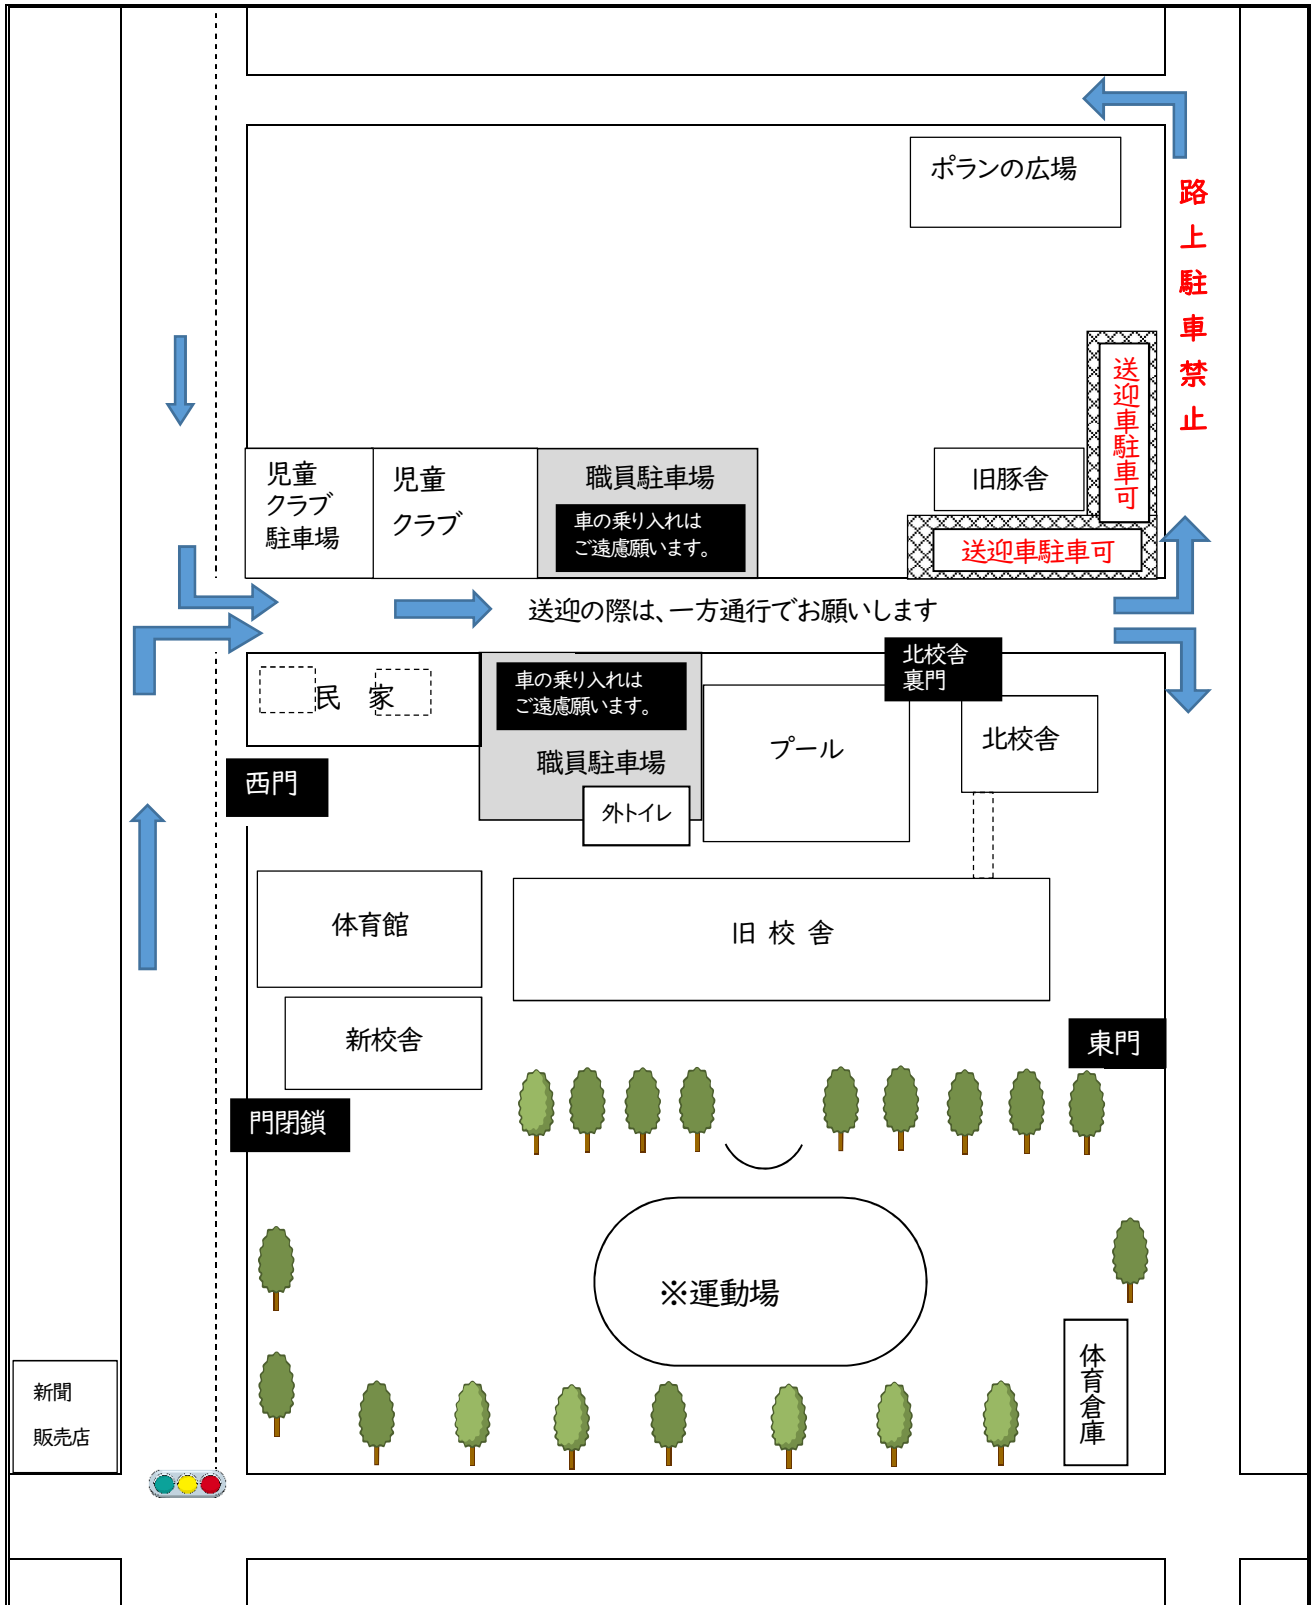 ポランの広場
路上駐車禁止
送迎車駐車可
児童
クラブ
駐車場
児童
クラブ
職員駐車場
車の乗り入れは
ご遠慮願います。
旧豚舎
送迎車駐車可
送迎の際は、一方通行でお願いします
民 家
車の乗り入れは
ご遠慮願います。
職員駐車場
外トイレ
プール
北校舎
裏門
北校舎
西門
体育館
旧 校 舎
新校舎
東門
門閉鎖
※運動場
体育倉庫
新聞
販売店